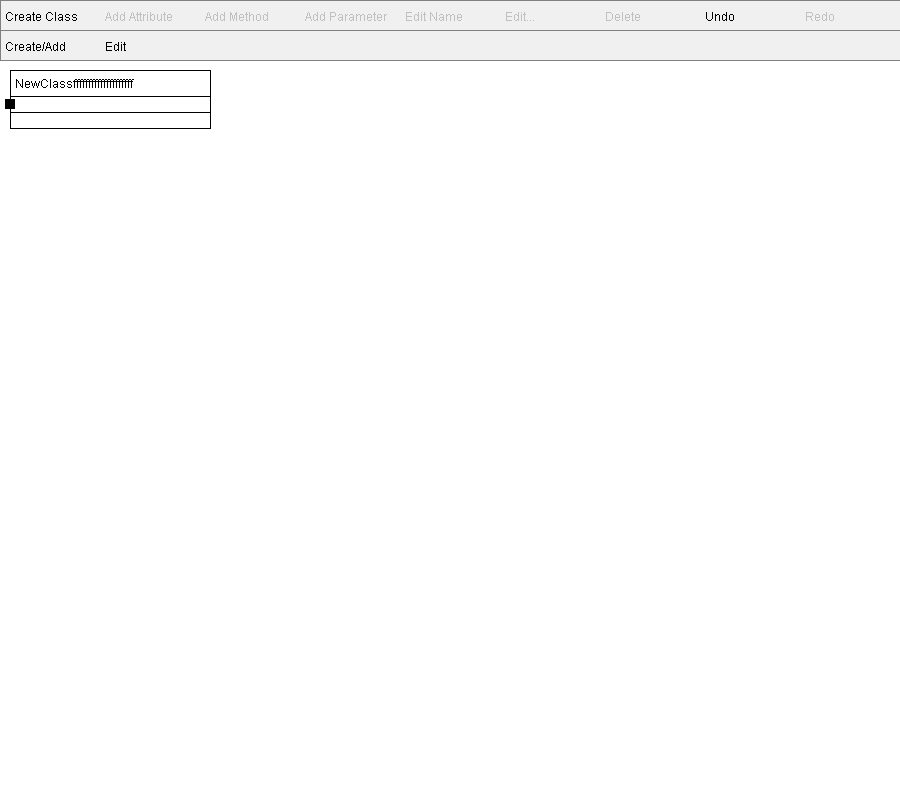 Create Class Add Attribute Add Method Add Parameter Edit Name Edit... Delete Undo Redo
Create/Add Edit
NewClassffffffffffffffffffff